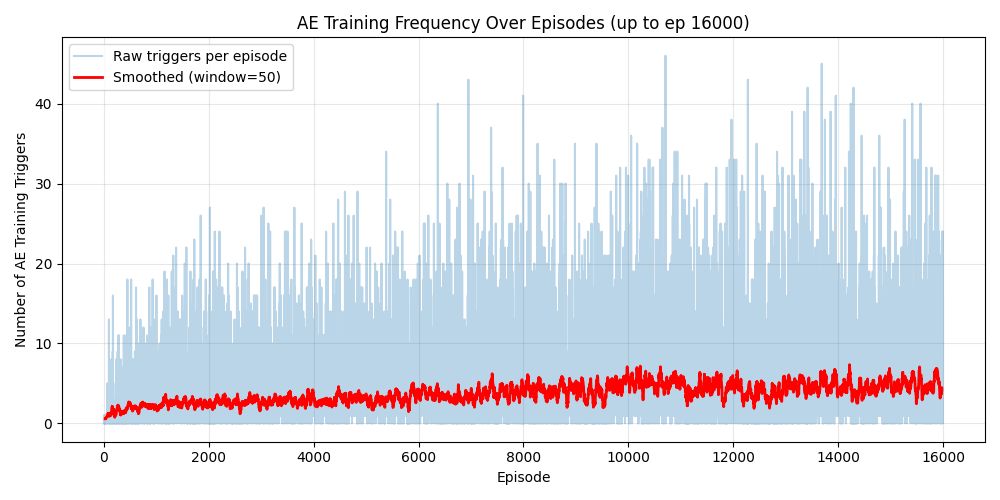 AE Training Frequency Over Episodes (up to ep 16000)
Raw triggers per episode
Smoothed (window=50)
Number of AE Training Triggers
40
30
20
10
0
0 2000 4000 6000 8000 10000 12000 14000 16000
Episode